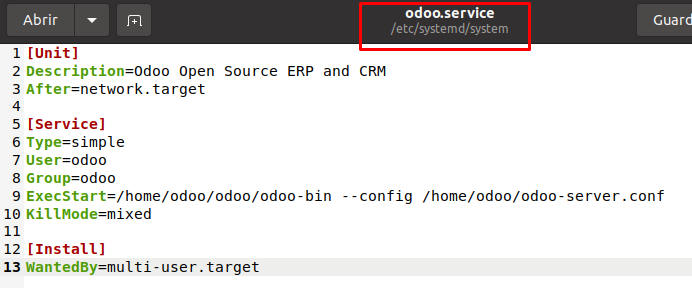 Abrir
odoo.service
/etc/systemd/system
Guard
1 [Unit]
2 Description=Odoo Open Source ERP and CRM
3 After=network.target
4
5 [Service]
6 Type=simple
7 User=odoo
8 Group=odoo
9 ExecStart=/home/odoo/odoo/odoo-bin --config /home/odoo/odoo-server.conf
10 KillMode=mixed
11
12 [Install]
13 WantedBy=multi-user.target